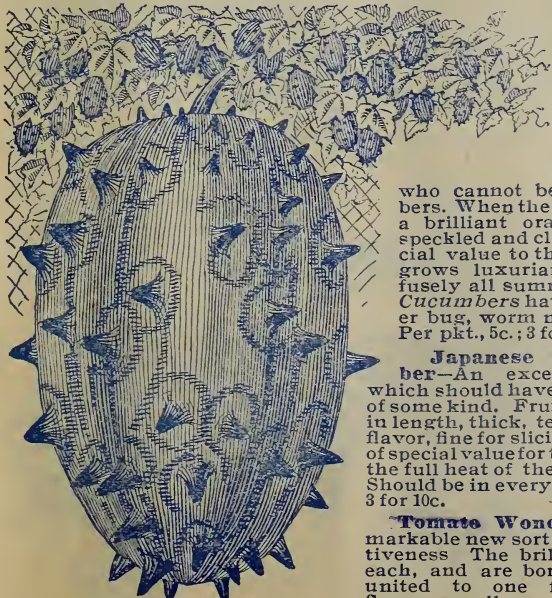 who cannot be
bers. When the
a brilliant ora
speckled and cl
cial value to th
grows luxuria
fusely all sum
Cucumbers ha
er bug, worm n
Per pkt., 5c.; 3 fo
Japanese
ber—An exce
which should have
of some kind. Fru
in length, thick, te
flavor, fine for slici
of special value for t
the full heat of the
Should be in every
3 for 10c.
Tomato Wond
markable new sort
tiveness The bril
each, and are bor
united to one f